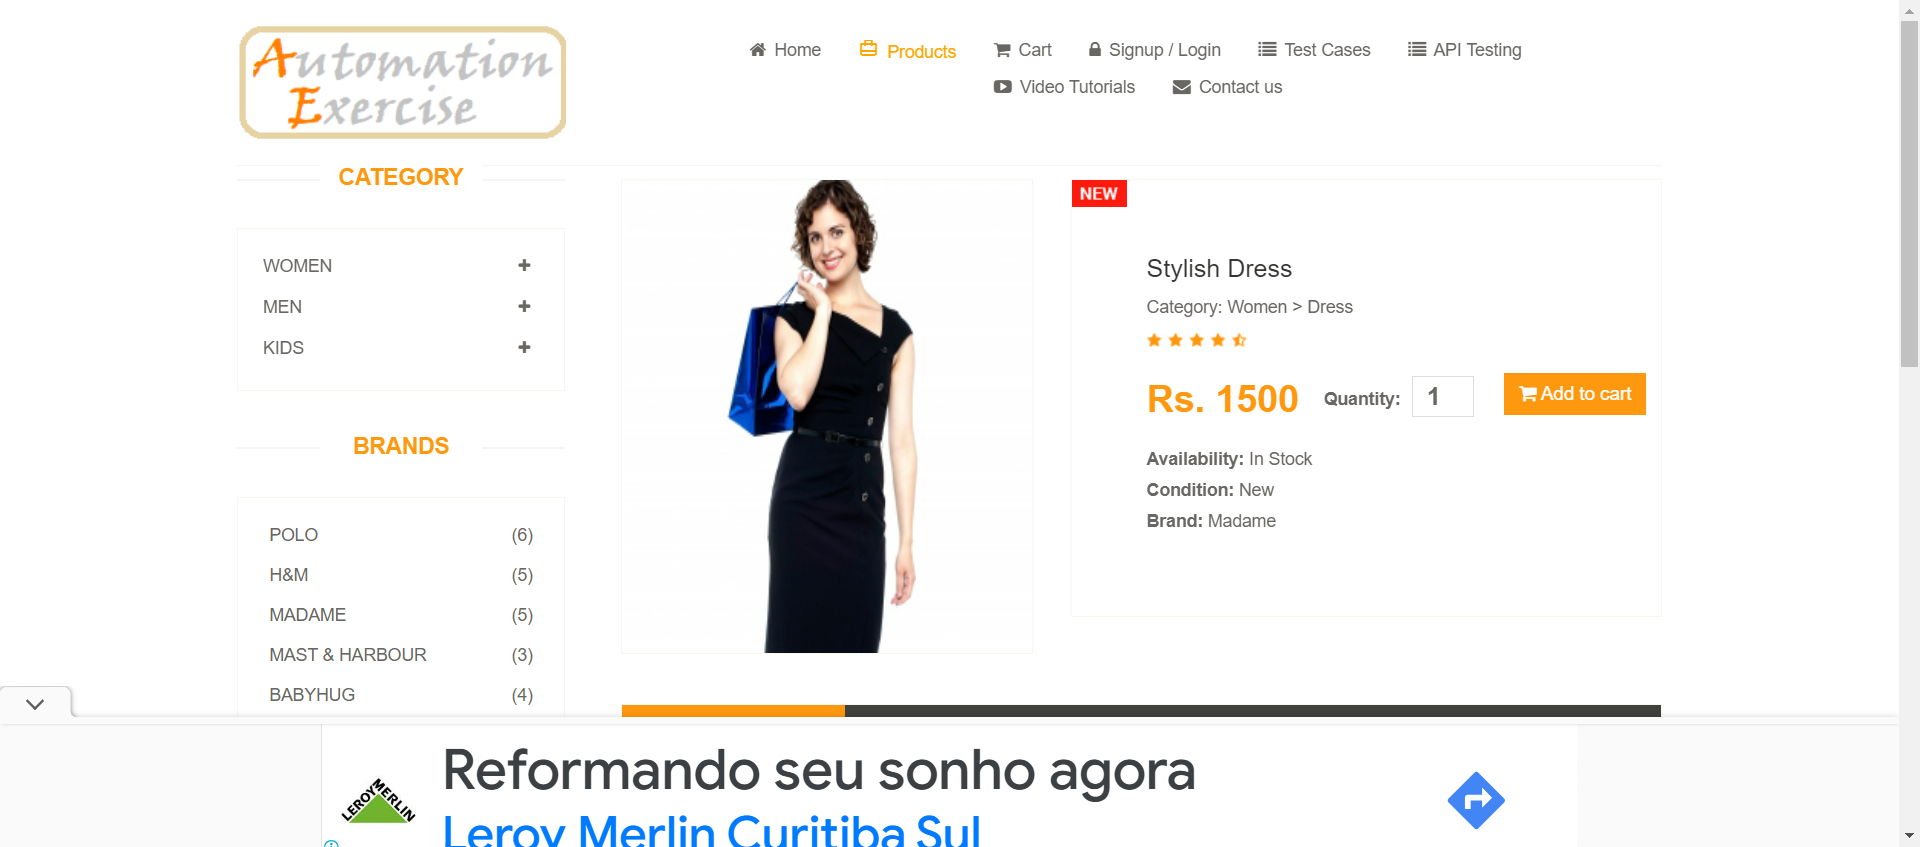 Automation
Exercise
Home
Products
Cart
Signup / Login
Test Cases
API Testing
Video Tutorials
Contact us
CATEGORY
WOMEN
MEN
KIDS
BRANDS
POLO (6)
H&M (5)
MADAME (5)
MAST & HARBOUR (3)
BABYHUG (4)
NEW
Stylish Dress
Category: Women > Dress
Rs. 1500 Quantity: 1 Add to cart
Availability: In Stock
Condition: New
Brand: Madame
LEROY MERLIN
Reformando seu sonho agora
Leroy Merlin Curitiba Sul